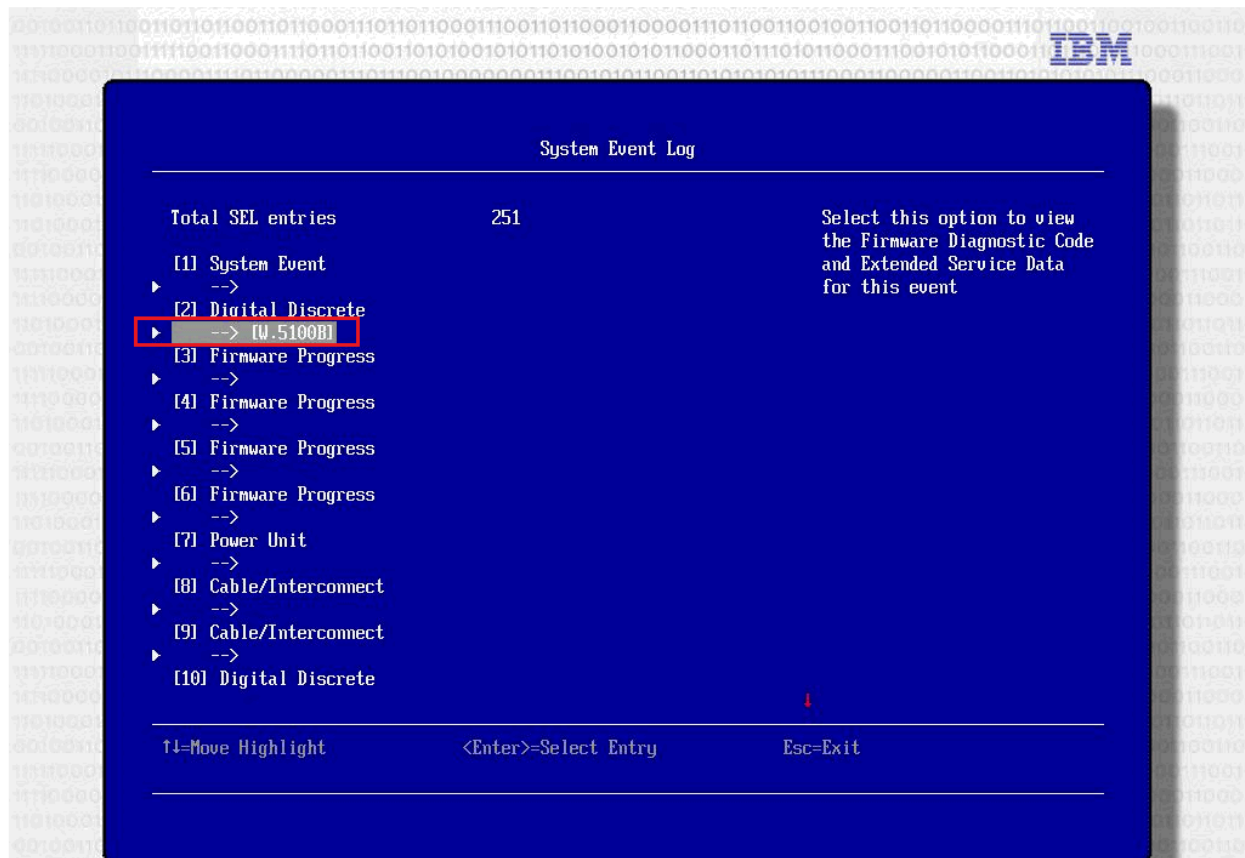 IBM
System Event Log
Total SEL entries 251
Select this option to view
the Firmware Diagnostic Code
and Extended Service Data
for this event
[1] System Event
-->
[2] Digital Discrete
--> [W.5100B]
[3] Firmware Progress
-->
[4] Firmware Progress
-->
[5] Firmware Progress
-->
[6] Firmware Progress
-->
[7] Power Unit
-->
[8] Cable/Interconnect
-->
[9] Cable/Interconnect
-->
[10] Digital Discrete
↑↓=Move Highlight <Enter>=Select Entry Esc=Exit